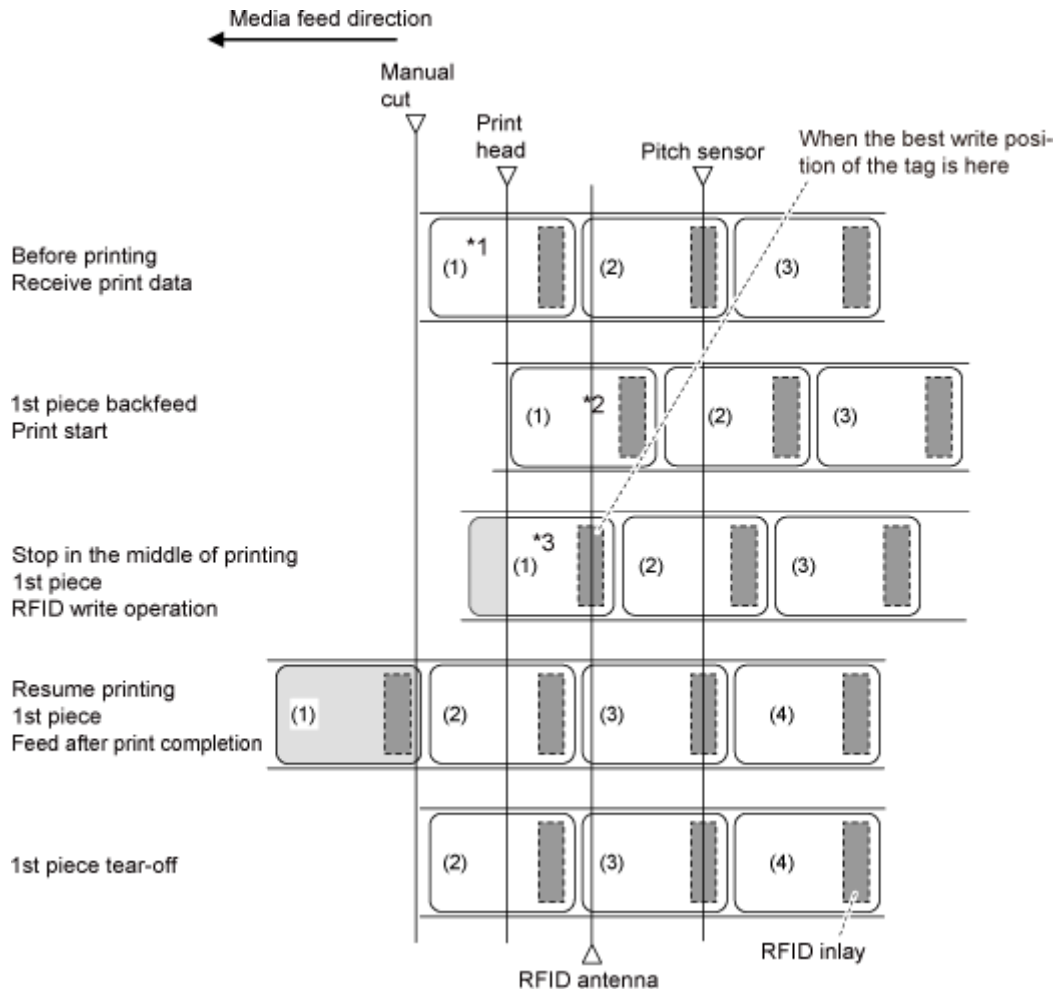 Media feed direction
Manual
cut
Print
head
Pitch sensor
When the best write posi-
tion of the tag is here
Before printing
Receive print data
(1) *1
(2)
(3)
1st piece backfeed
Print start
(1)
*2
(2)
(3)
Stop in the middle of printing
1st piece
RFID write operation
(1) *3
(2)
(3)
Resume printing
1st piece
Feed after print completion
(1)
(2)
(3)
(4)
1st piece tear-off
(2)
(3)
(4)
RFID antenna
RFID inlay